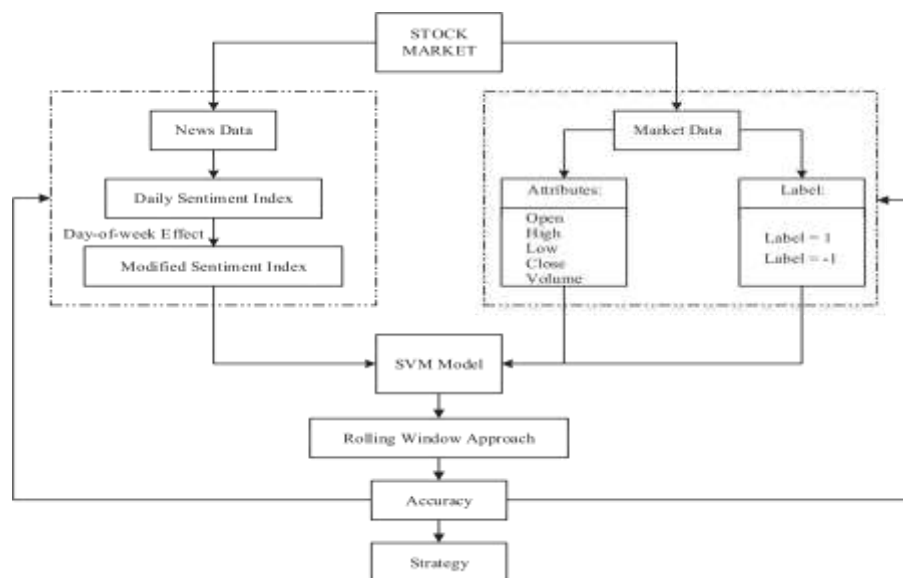 STOCK
MARKET
News Data
Market Data
Daily Sentiment Index
Day-of-week Effect
Modified Sentiment Index
Attributes:
Open
High
Low
Close
Volume
Label:
Label = 1
Label = -1
SVM Model
Rolling Window Approach
Accuracy
Strategy